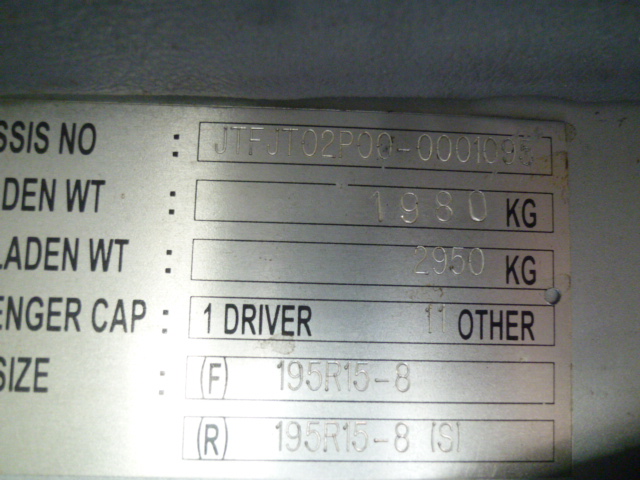 SSIS NO : JTFJT02P00-0001095
DEN WT : 1980 KG
LADEN WT : 2950 KG
ENGER CAP : 1 DRIVER 11 OTHER
SIZE : (F) 195R15-8
(R) 195R15-8 (S)